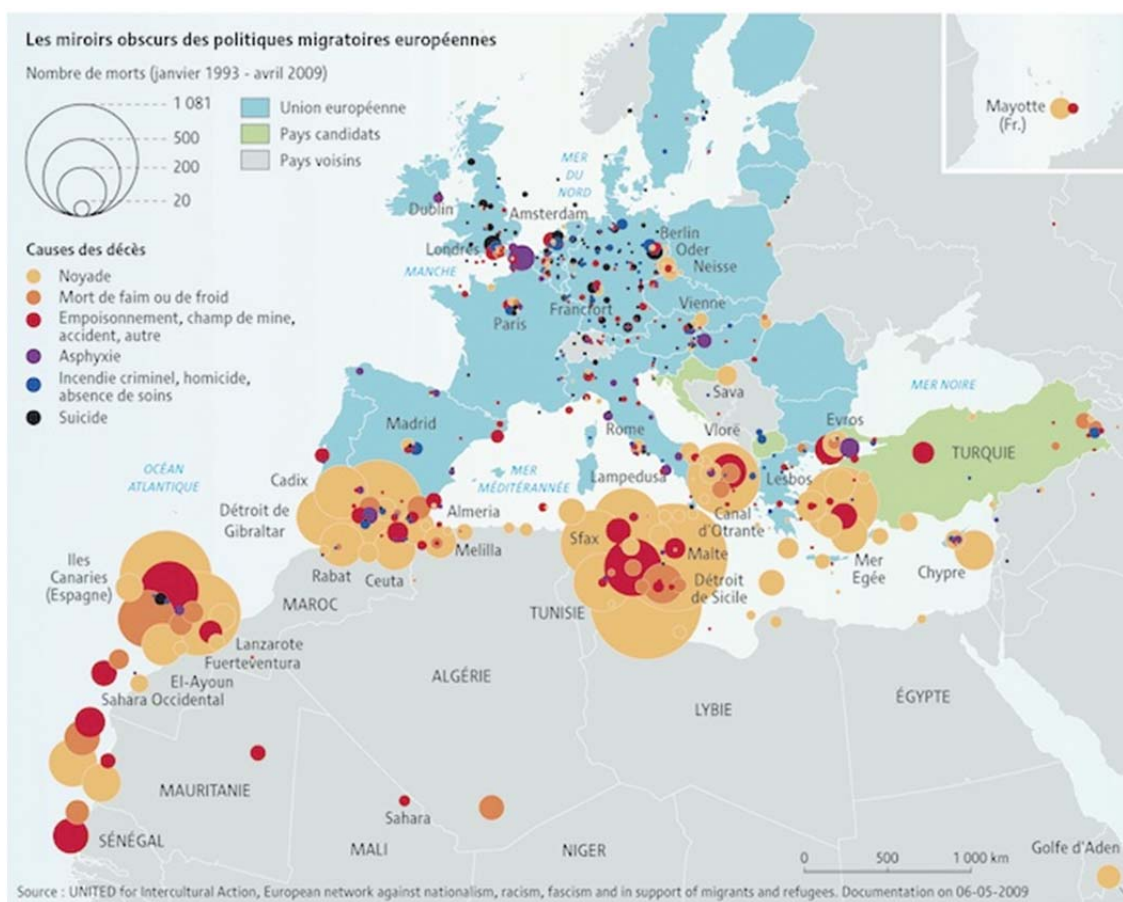 Les miroirs obscurs des politiques migratoires européennes
Nombre de morts (janvier 1993 - avril 2009)
1 081
500
200
20
Union européenne
Pays candidats
Pays voisins
Causes des décès
Noyade
Mort de faim ou de froid
Empoisonnement, champ de mine,
accident, autre
Asphyxie
Incendie criminel, homicide,
absence de soins
Suicide
Mayotte
(Fr.)
MER
DU
NORD
Dublin
Amsterdam
Londres
Berlin
Oder
Neisse
MANCHE
Paris
Francfort
Vienne
Sava
MER NOIRE
Madrid
Rome
Vlorë
Evros
TURQUIE
OCÉAN
ATLANTIQUE
Cadix
MER
MÉDITÉRRANNÉE
Lampedusa
Lesbos
Détroit de
Gibraltar
Almeria
Canal
d'Otrante
Melilla
Sfax
Malte
Mer
Egée
Chypre
Iles
Canaries
(Espagne)
Rabat
Ceuta
Détroit
de Sicile
MAROC
TUNISIE
Lanzarote
Fuerteventura
El-Ayoun
Sahara Occidental
ALGÉRIE
LYBIE
ÉGYPTE
MAURITANIE
Sahara
SÉNÉGAL
MALI
NIGER
Golfe d'Aden
0 500 1 000 km
Source : UNITED for Intercultural Action, European network against nationalism, racism, fascism and in support of migrants and refugees. Documentation on 06-05-2009